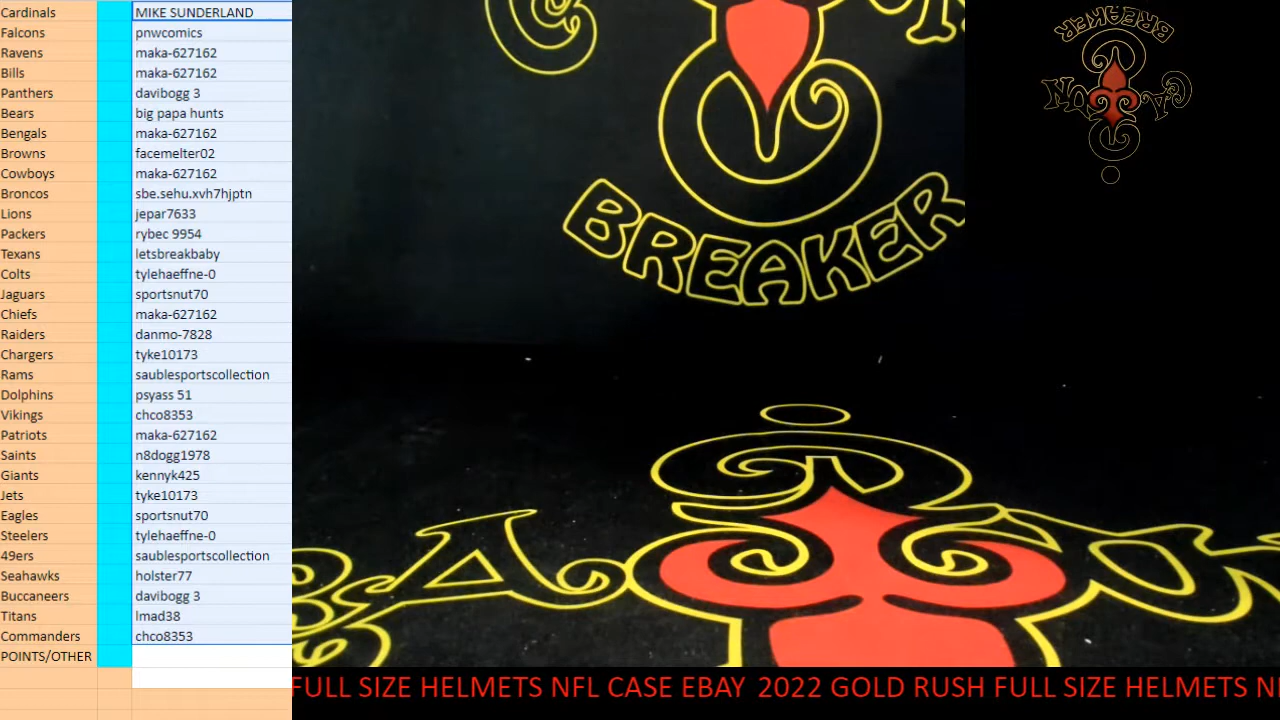 Cardinals MIKE SUNDERLAND
Falcons pnwcomics
Ravens maka-627162
Bills maka-627162
Panthers davibogg 3
Bears big papa hunts
Bengals maka-627162
Browns facemelter02
Cowboys maka-627162
Broncos sbe.sehu.xvh7hjptn
Lions jepar7633
Packers rybec 9954
Texans letsbreakbaby
Colts tylehaeffne-0
Jaguars sportsnut70
Chiefs maka-627162
Raiders danmo-7828
Chargers tyke10173
Rams saublesportscollection
Dolphins psyass 51
Vikings chco8353
Patriots maka-627162
Saints n8dogg1978
Giants kennyk425
Jets tyke10173
Eagles sportsnut70
Steelers tylehaeffne-0
49ers saublesportscollection
Seahawks holster77
Buccaneers davibogg 3
Titans lmad38
Commanders chco8353
POINTS/OTHER
BREAKER
BREAKER
FULL SIZE HELMETS NFL CASE EBAY 2022 GOLD RUSH FULL SIZE HELMETS